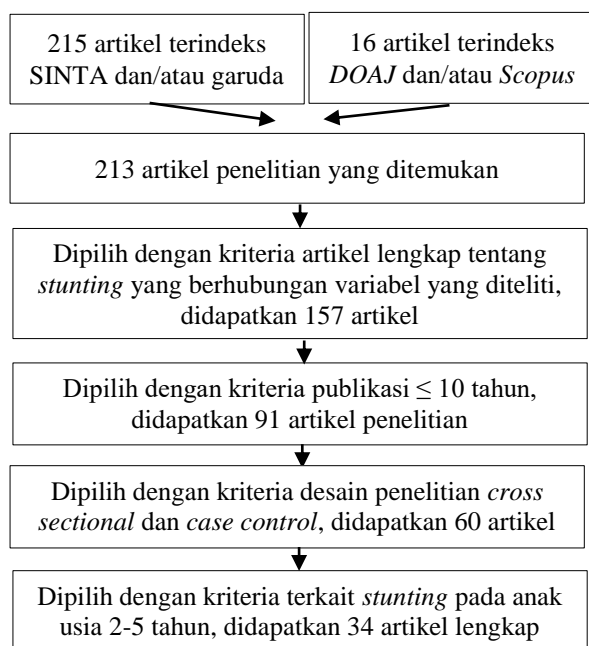 215 artikel terindeks
SINTA dan/atau garuda
16 artikel terindeks
DOAJ dan/atau Scopus
213 artikel penelitian yang ditemukan
Dipilih dengan kriteria artikel lengkap tentang
stunting yang berhubungan variabel yang diteliti,
didapatkan 157 artikel
Dipilih dengan kriteria publikasi ≤ 10 tahun,
didapatkan 91 artikel penelitian
Dipilih dengan kriteria desain penelitian cross
sectional dan case control, didapatkan 60 artikel
Dipilih dengan kriteria terkait stunting pada anak
usia 2-5 tahun, didapatkan 34 artikel lengkap